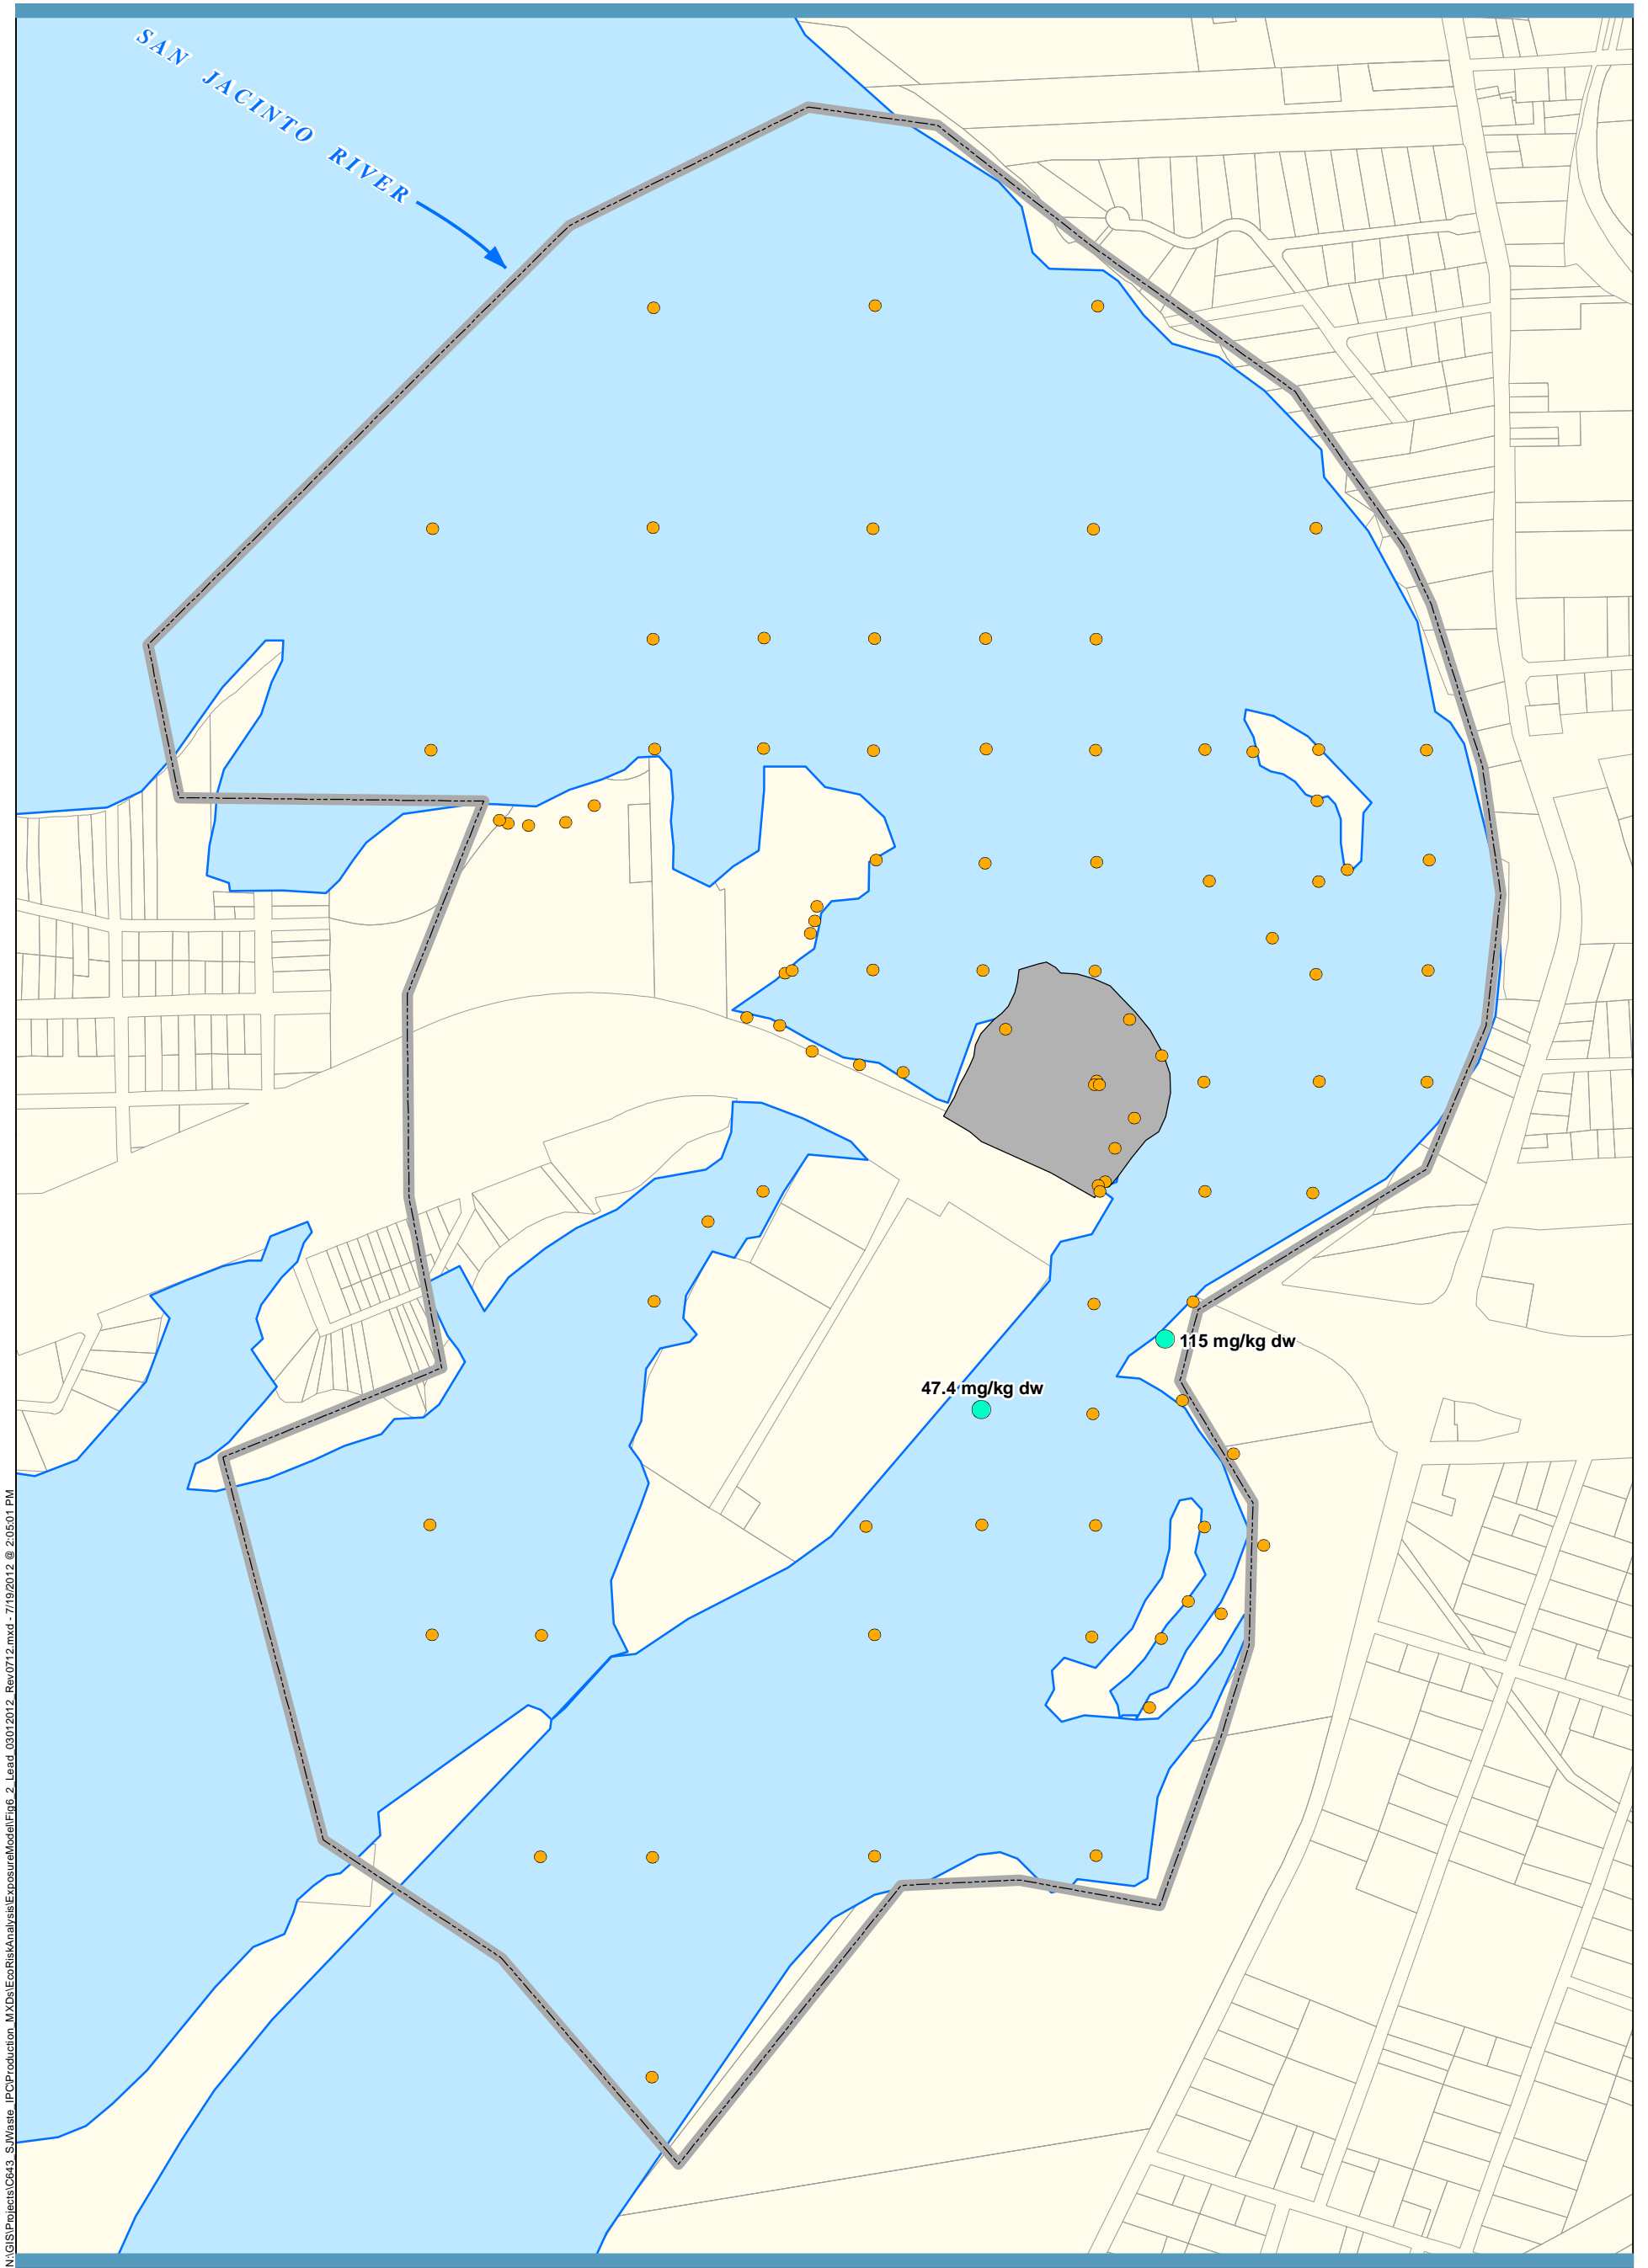 SAN JACINTO RIVER
115 mg/kg dw
47.4 mg/kg dw
N:\GIS\Projects\C643_SJWaste_IPC\Production_MXDs\EcoRiskAnalysis\ExposureModel\Fig6_2_Lead_03012012_Rev0712.mxd - 7/19/2012 @ 2:05:01 PM